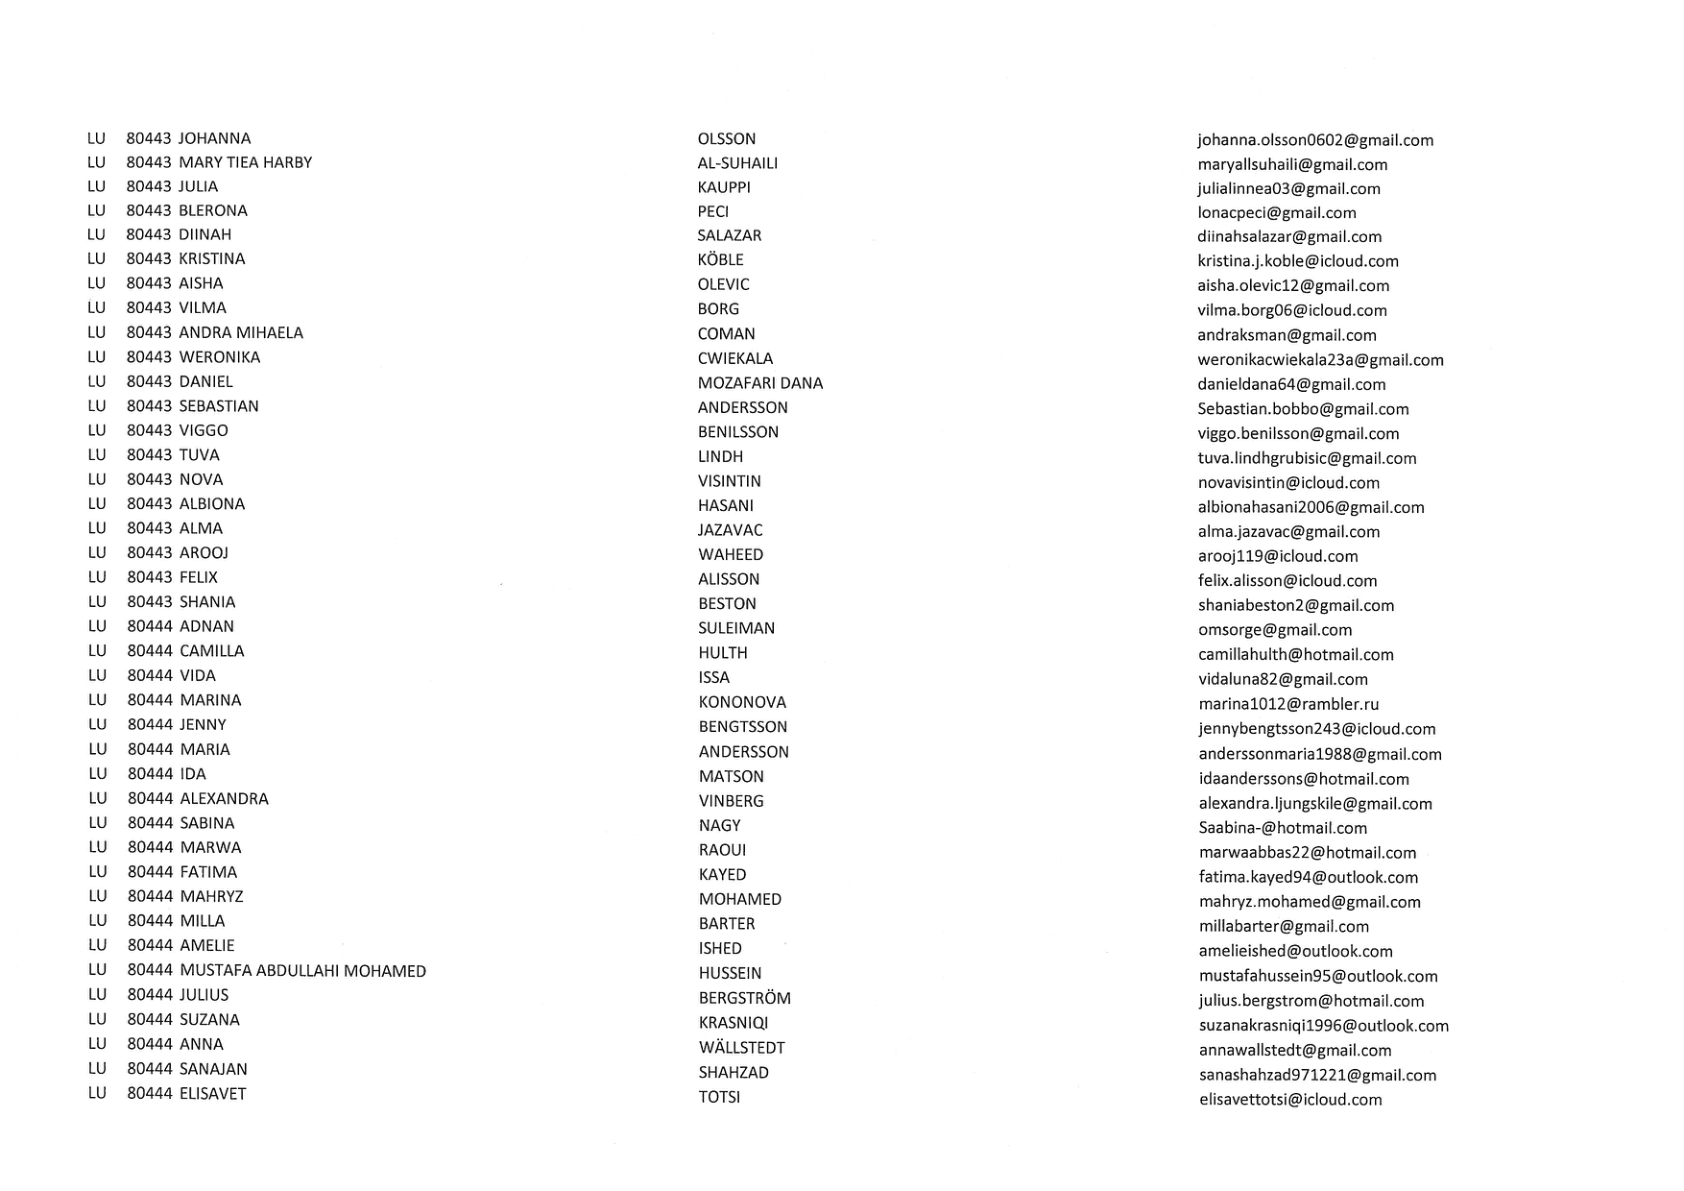 LU 80443 JOHANNA OLSSON johanna.olsson0602@gmail.com
LU 80443 MARY TIEA HARBY AL-SUHAILI maryallsuhaili@gmail.com
LU 80443 JULIA KAUPPI julialinnea03@gmail.com
LU 80443 BLERONA PECI lonacpeci@gmail.com
LU 80443 DIINAH SALAZAR diinahsalazar@gmail.com
LU 80443 KRISTINA KÖBLE kristina.j.koble@icloud.com
LU 80443 AISHA OLEVIC aisha.olevic12@gmail.com
LU 80443 VILMA BORG vilma.borg06@icloud.com
LU 80443 ANDRA MIHAELA COMAN andraksman@gmail.com
LU 80443 WERONIKA CWIEKALA weronikacwiekala23a@gmail.com
LU 80443 DANIEL MOZAFARI DANA danieldana64@gmail.com
LU 80443 SEBASTIAN ANDERSSON Sebastian.bobbo@gmail.com
LU 80443 VIGGO BENILSSON viggo.benilsson@gmail.com
LU 80443 TUVA LINDH tuva.lindhgrubisic@gmail.com
LU 80443 NOVA VISINTIN novavisintin@icloud.com
LU 80443 ALBIONA HASANI albionahasani2006@gmail.com
LU 80443 ALMA JAZAVAC alma.jazavac@gmail.com
LU 80443 AROOJ WAHEED arooj119@icloud.com
LU 80443 FELIX ALISSON felix.alisson@icloud.com
LU 80443 SHANIA BESTON shaniabeston2@gmail.com
LU 80444 ADNAN SULEIMAN omsorge@gmail.com
LU 80444 CAMILLA HULTH camillahulth@hotmail.com
LU 80444 VIDA ISSA vidaluna82@gmail.com
LU 80444 MARINA KONONOVA marina1012@rambler.ru
LU 80444 JENNY BENGTSSON jennybengtsson243@icloud.com
LU 80444 MARIA ANDERSSON anderssonmaria1988@gmail.com
LU 80444 IDA MATSON idaanderssons@hotmail.com
LU 80444 ALEXANDRA VINBERG alexandra.ljungskile@gmail.com
LU 80444 SABINA NAGY Saabina-@hotmail.com
LU 80444 MARWA RAOUI marwaabbas22@hotmail.com
LU 80444 FATIMA KAYED fatima.kayed94@outlook.com
LU 80444 MAHRYZ MOHAMED mahryz.mohamed@gmail.com
LU 80444 MILLA BARTER millabarter@gmail.com
LU 80444 AMELIE ISHED amelieished@outlook.com
LU 80444 MUSTAFA ABDULLAHI MOHAMED HUSSEIN mustafahussein95@outlook.com
LU 80444 JULIUS BERGSTRÖM julius.bergstrom@hotmail.com
LU 80444 SUZANA KRASNIQI suzanakrasniqi1996@outlook.com
LU 80444 ANNA WÄLLSTEDT annawallstedt@gmail.com
LU 80444 SANAJAN SHAHZAD sanashahzad971221@gmail.com
LU 80444 ELISAVET TOTSI elisavettotsi@icloud.com